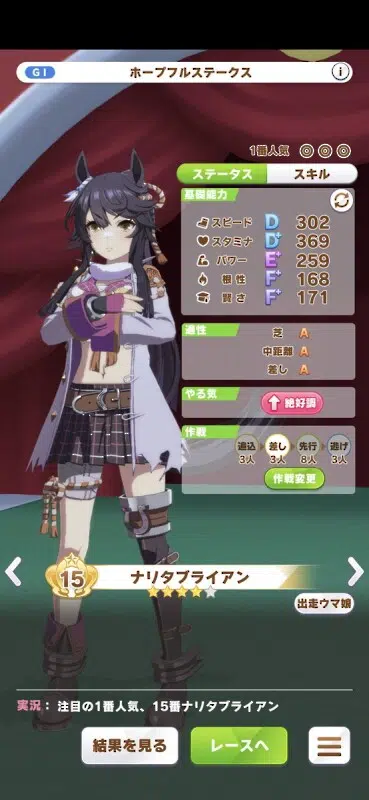 GI ホープフルステークス i
1番人気 ◎◎◎
ステータス スキル
基礎能力
スピード D 302
スタミナ D+ 369
パワー E+ 259
根性 F+ 168
賢さ F+ 171
適性
芝 A
中距離 A
差し A
やる気
絶好調
作戦
追込 差し 先行 逃げ
3人 3人 8人 3人
作戦変更
15 ナリタブライアン
出走ウマ娘
実況： 注目の1番人気、15番ナリタブライアン
結果を見る レースへ